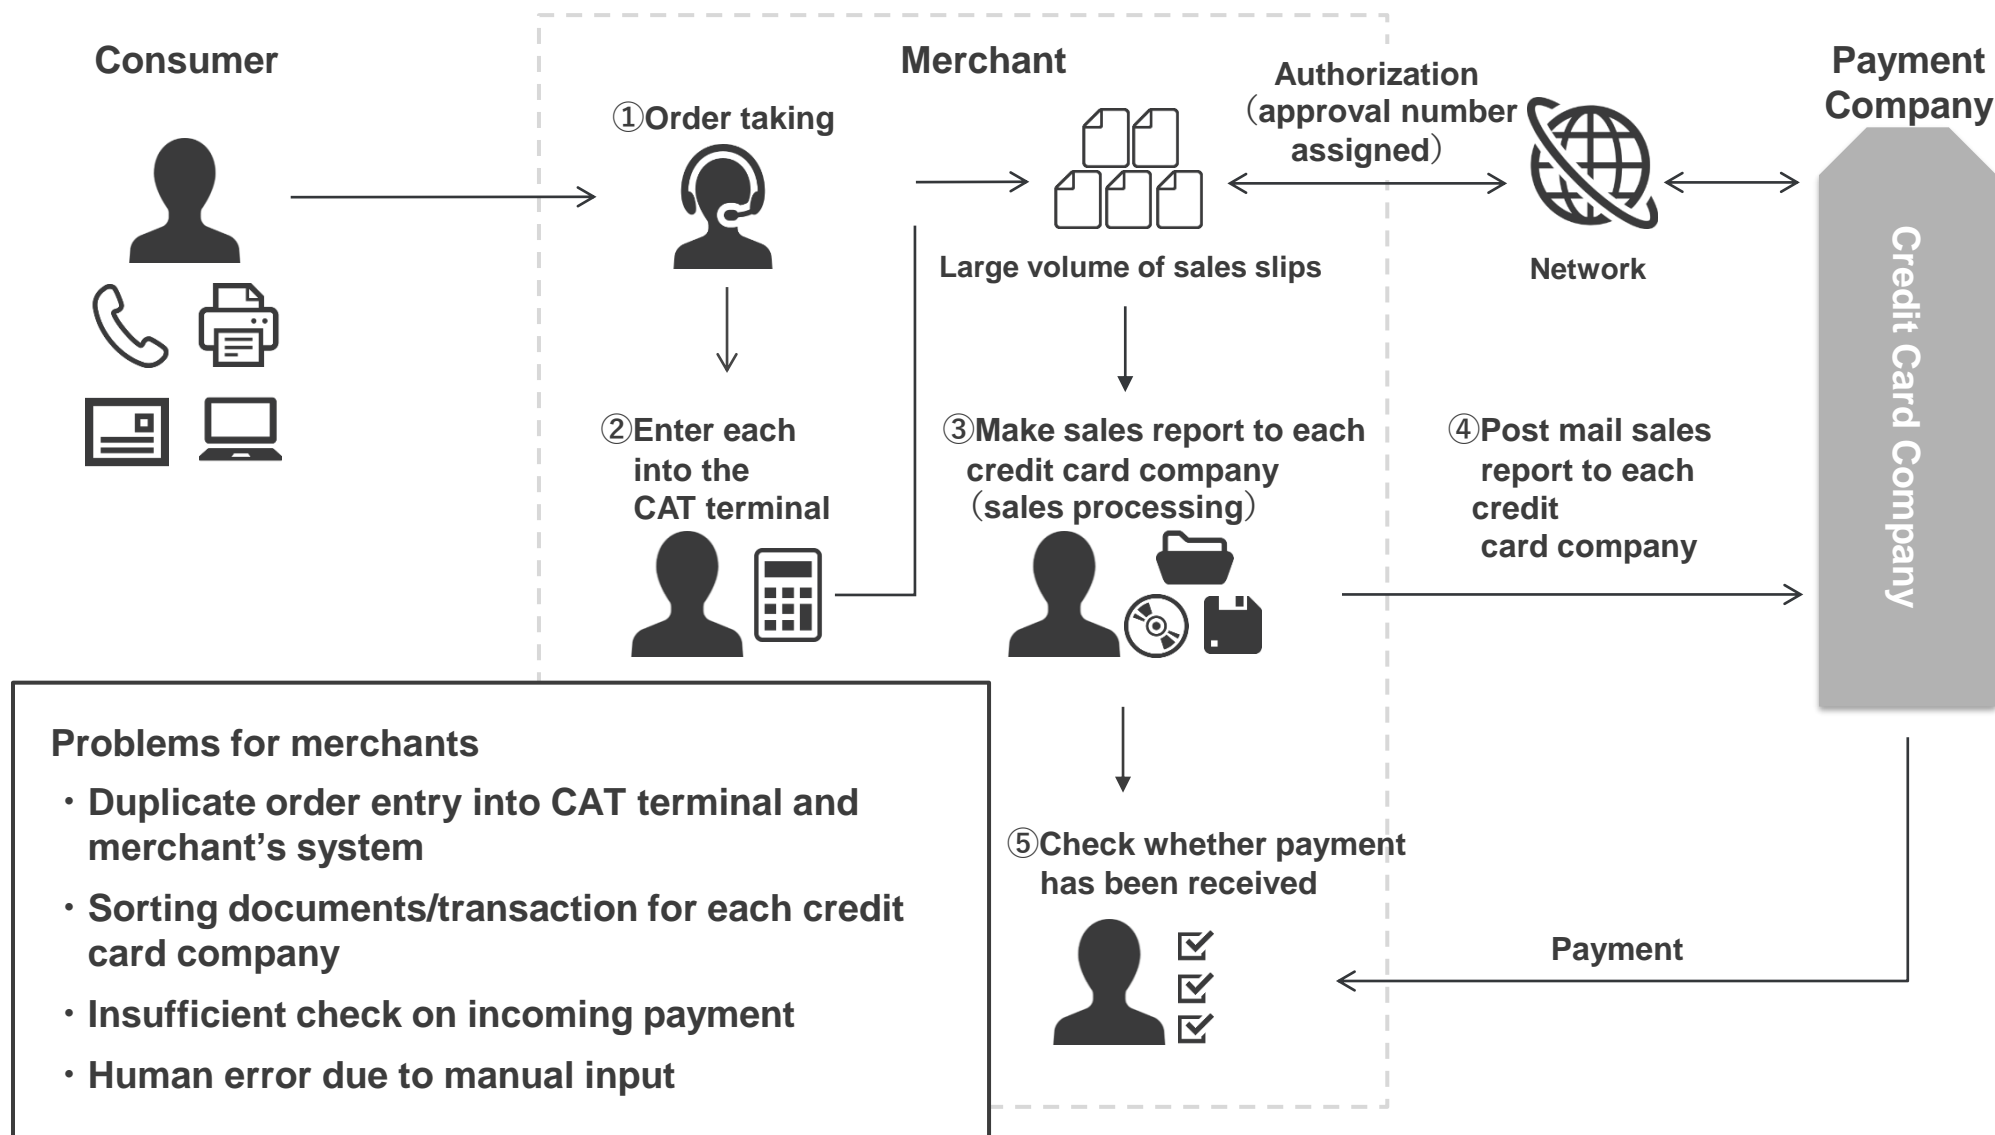 Consumer
Merchant
Payment
Company
①Order taking
Authorization
（approval number
assigned）
Large volume of sales slips
Network
Credit Card Company
②Enter each
into the
CAT terminal
③Make sales report to each
credit card company
（sales processing）
④Post mail sales
report to each
credit
card company
⑤Check whether payment
has been received
Payment
Problems for merchants
・Duplicate order entry into CAT terminal and
merchant’s system
・Sorting documents/transaction for each credit
card company
・Insufficient check on incoming payment
・Human error due to manual input